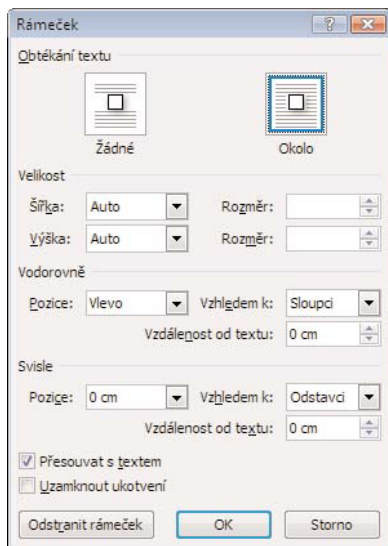 Rámeček
Obtékání textu
Žádné Okolo
Velikost
Šířka: Auto Rozměr:
Výška: Auto Rozměr:
Vodorovně
Pozice: Vlevo Vzhledem k: Sloupci
Vzdálenost od textu: 0 cm
Svisle
Pozice: 0 cm Vzhledem k: Odstavci
Vzdálenost od textu: 0 cm
Přesouvat s textem
Uzamknout ukotvení
Odstranit rámeček OK Storno